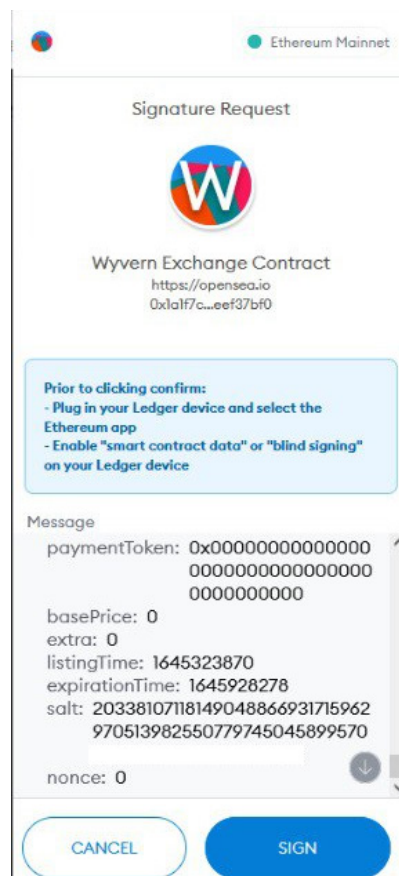 Ethereum Mainnet
Signature Request
W
Wyvern Exchange Contract
https://opensea.io
0x1a1f7c...eef37bf0
Prior to clicking confirm:
- Plug in your Ledger device and select the
Ethereum app
- Enable "smart contract data" or "blind signing"
on your Ledger device
Message
paymentToken: 0x00000000000000
0000000000000000
0000000000
basePrice: 0
extra: 0
listingTime: 1645323870
expirationTime: 1645928278
salt: 20338107118149048866931715962
970513982550779745045899570
nonce: 0
CANCEL
SIGN